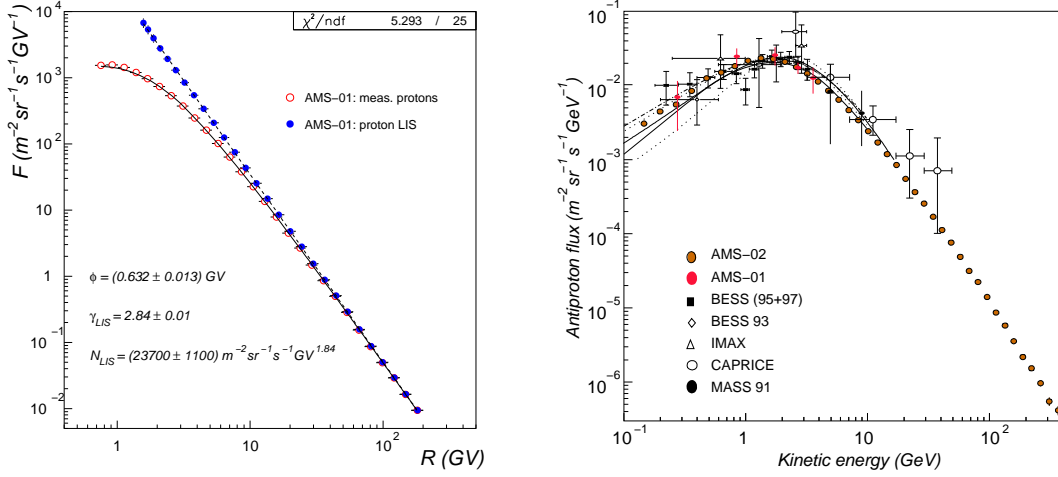 χ²/ndf 5.293 / 25
F (m⁻² sr⁻¹ s⁻¹ GV⁻¹)
10⁴
10³
10²
10
1
10⁻¹
10⁻²
AMS−01: meas. protons
AMS−01: proton LIS
ϕ = (0.632 ± 0.013) GV
γLIS = 2.84 ± 0.01
NLIS = (23700 ± 1100) m⁻² sr⁻¹ s⁻¹ GV¹·⁸⁴
1 10 10²
R (GV)
Antiproton flux (m⁻² sr⁻¹ s⁻¹ GeV⁻¹)
10⁻¹
10⁻²
10⁻³
10⁻⁴
10⁻⁵
10⁻⁶
AMS−02
AMS−01
BESS (95+97)
BESS 93
IMAX
CAPRICE
MASS 91
10⁻¹ 1 10 10²
Kinetic energy (GeV)